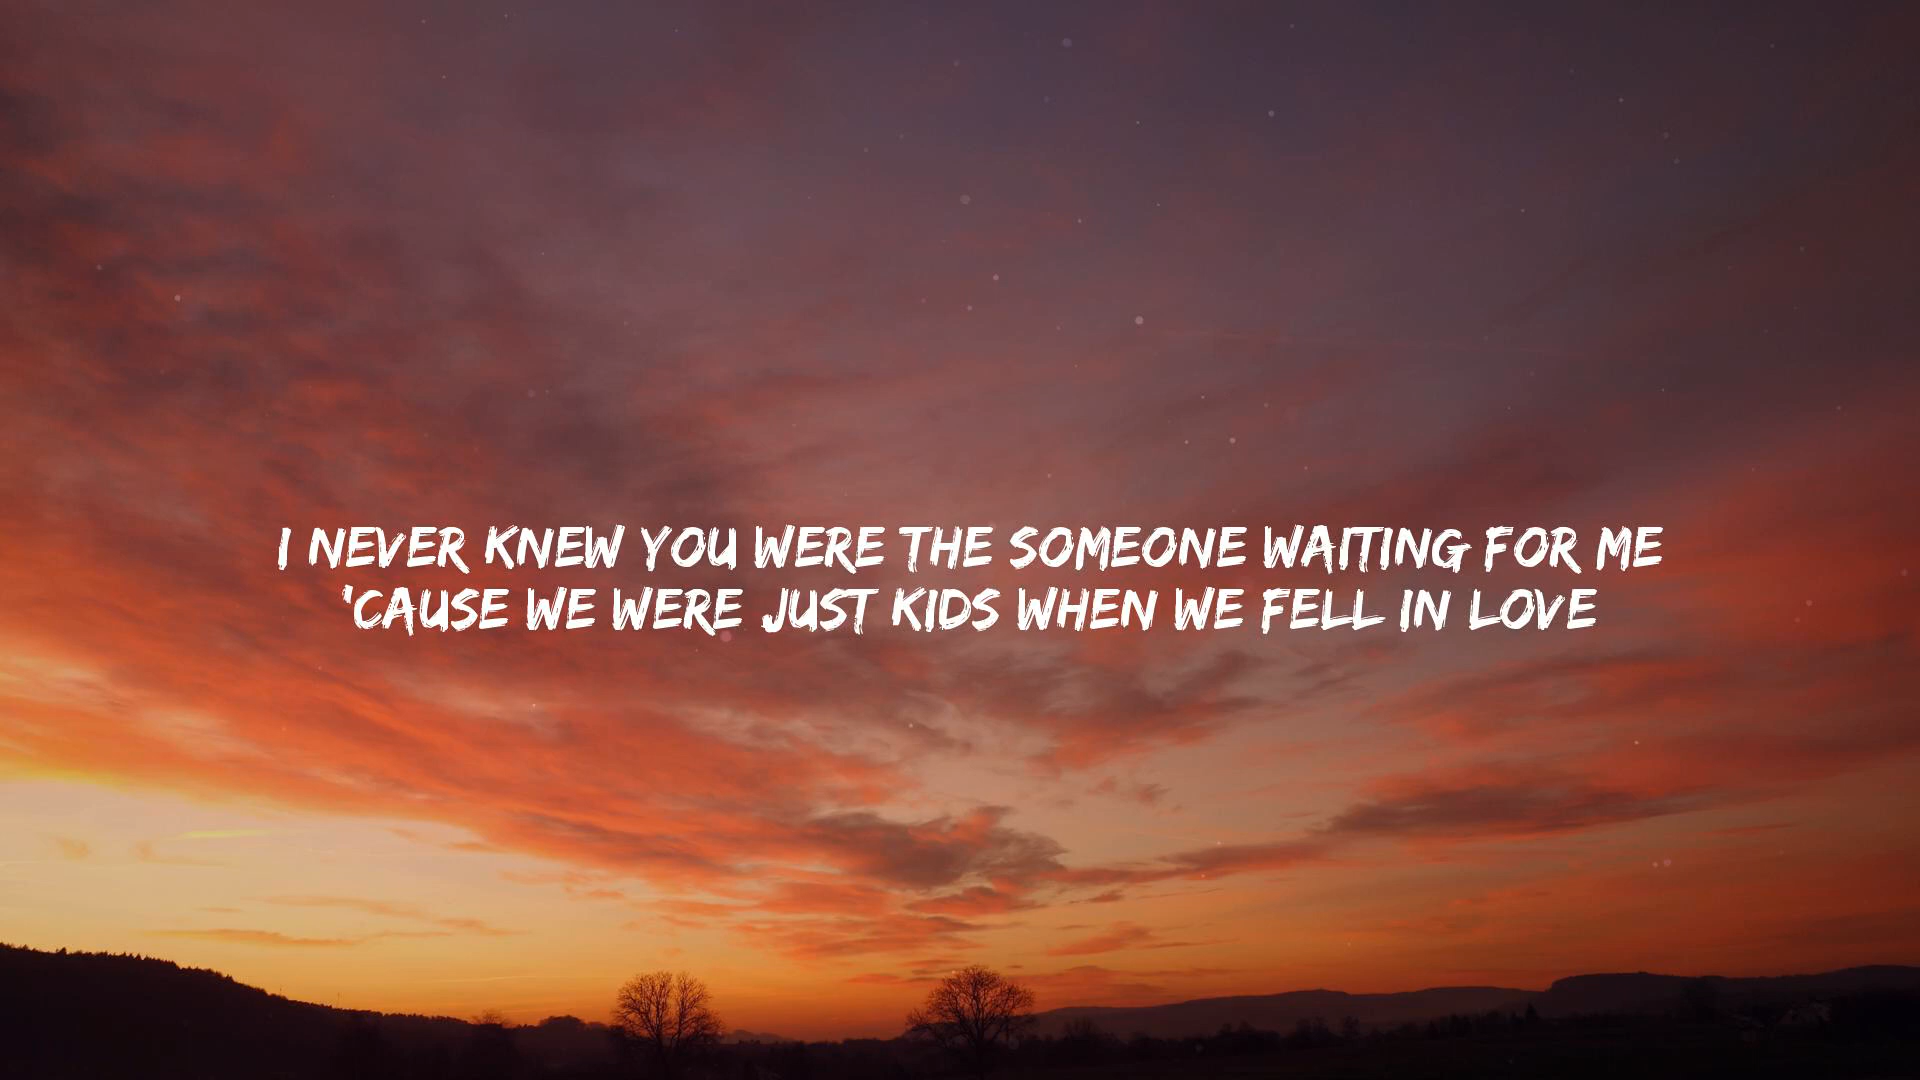 I NEVER KNEW YOU WERE THE SOMEONE WAITING FOR ME
'CAUSE WE WERE JUST KIDS WHEN WE FELL IN LOVE